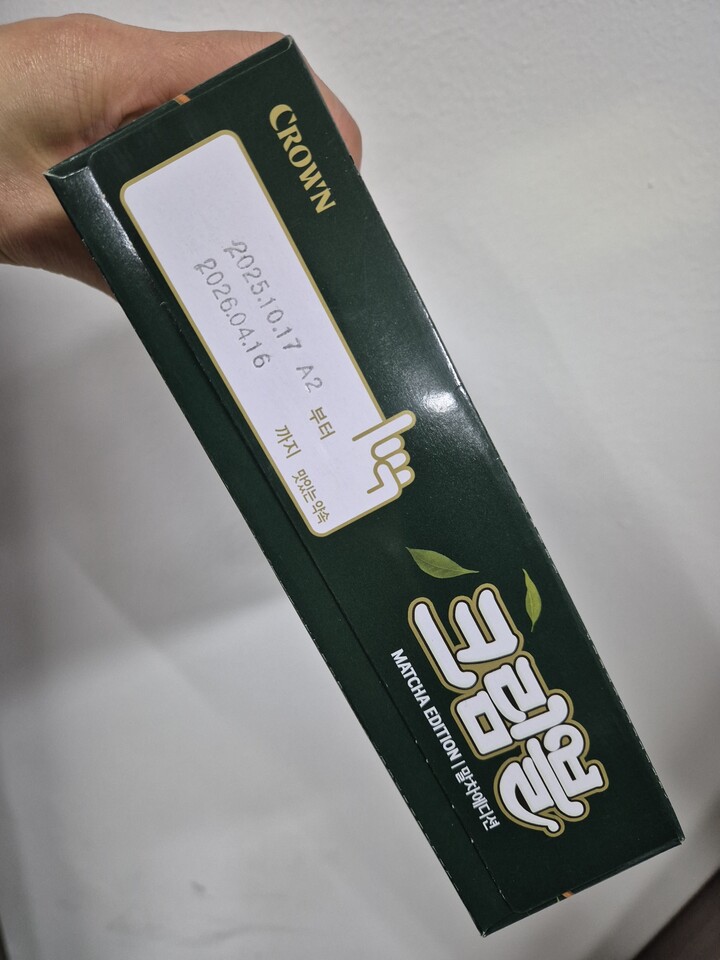 CROWN
2025.10.17 A2 부터
2026.04.16 까지
맛있는 약속
크림블
MATCHA EDITION | 말차에디션